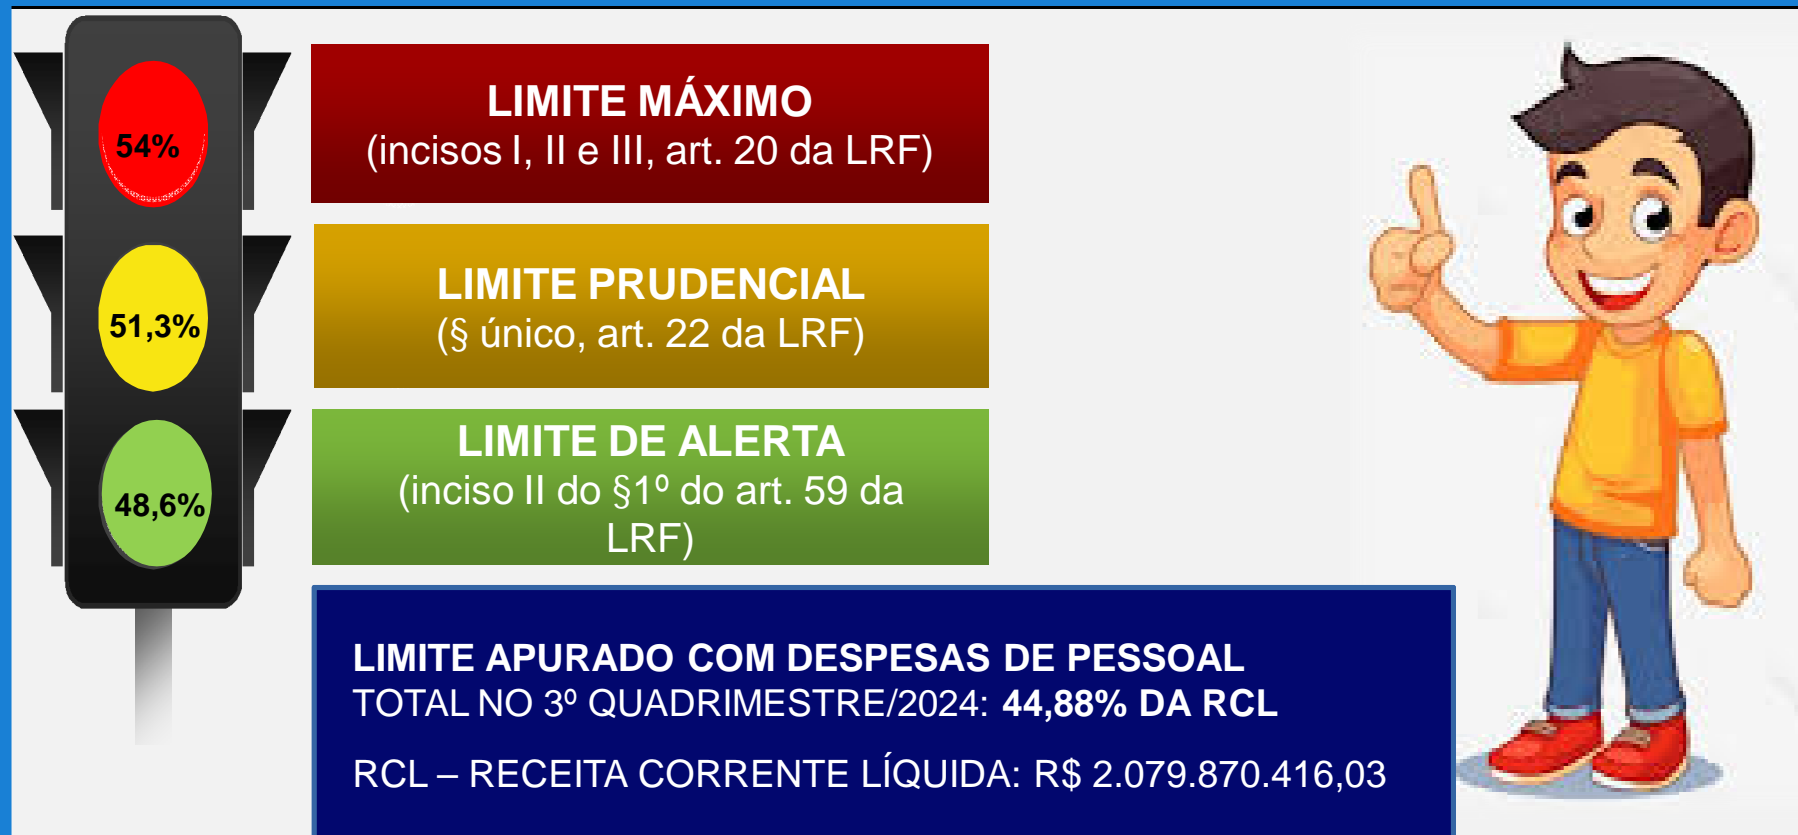 54%
LIMITE MÁXIMO
(incisos I, II e III, art. 20 da LRF)
51,3%
LIMITE PRUDENCIAL
(§ único, art. 22 da LRF)
48,6%
LIMITE DE ALERTA
(inciso II do §1º do art. 59 da
LRF)
LIMITE APURADO COM DESPESAS DE PESSOAL
TOTAL NO 3º QUADRIMESTRE/2024: 44,88% DA RCL
RCL – RECEITA CORRENTE LÍQUIDA: R$ 2.079.870.416,03